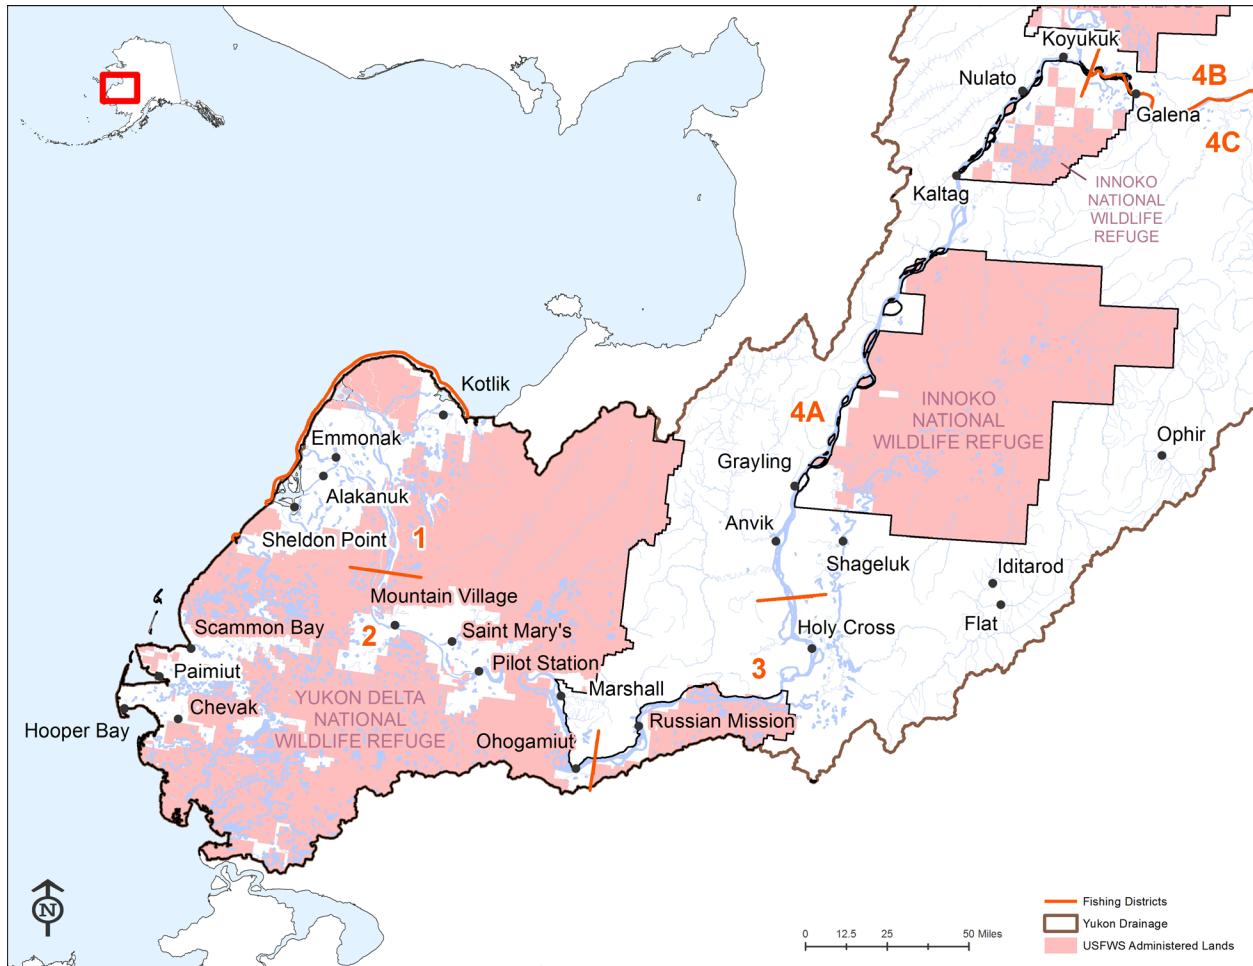 WILDLIFE
REFUGE
Koyukuk
Nulato
4B
Galena
4C
Kaltag
INNOKO
NATIONAL
WILDLIFE
REFUGE
Kotlik
4A
INNOKO
NATIONAL
WILDLIFE REFUGE
Emmonak
Ophir
Grayling
Alakanuk
Anvik
Sheldon Point
1
Shageluk
Iditarod
Mountain Village
Flat
Scammon Bay
2
Saint Mary's
Holy Cross
Pilot Station
3
Paimiut
Marshall
YUKON DELTA
NATIONAL
WILDLIFE REFUGE
Chevak
Russian Mission
Hooper Bay
Ohogamiut
N
Fishing Districts
Yukon Drainage
USFWS Administered Lands
0 12.5 25 50 Miles